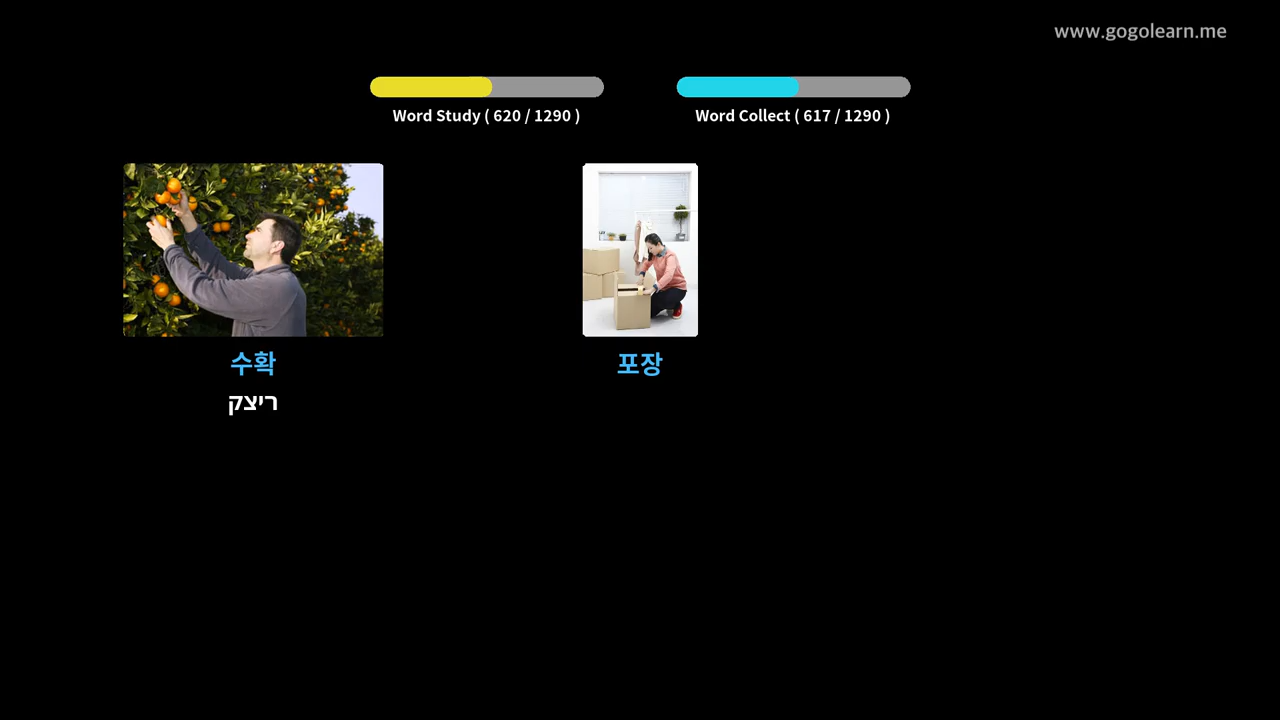 www.gogolearn.me
Word Study ( 620 / 1290 )
Word Collect ( 617 / 1290 )
수확
포장
ריצק